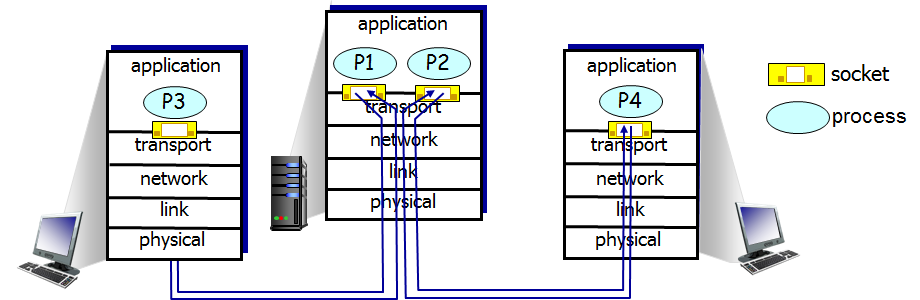 application
P3
transport
network
link
physical
application
P1 P2
transport
network
link
physical
application
P4
transport
network
link
physical
socket
process